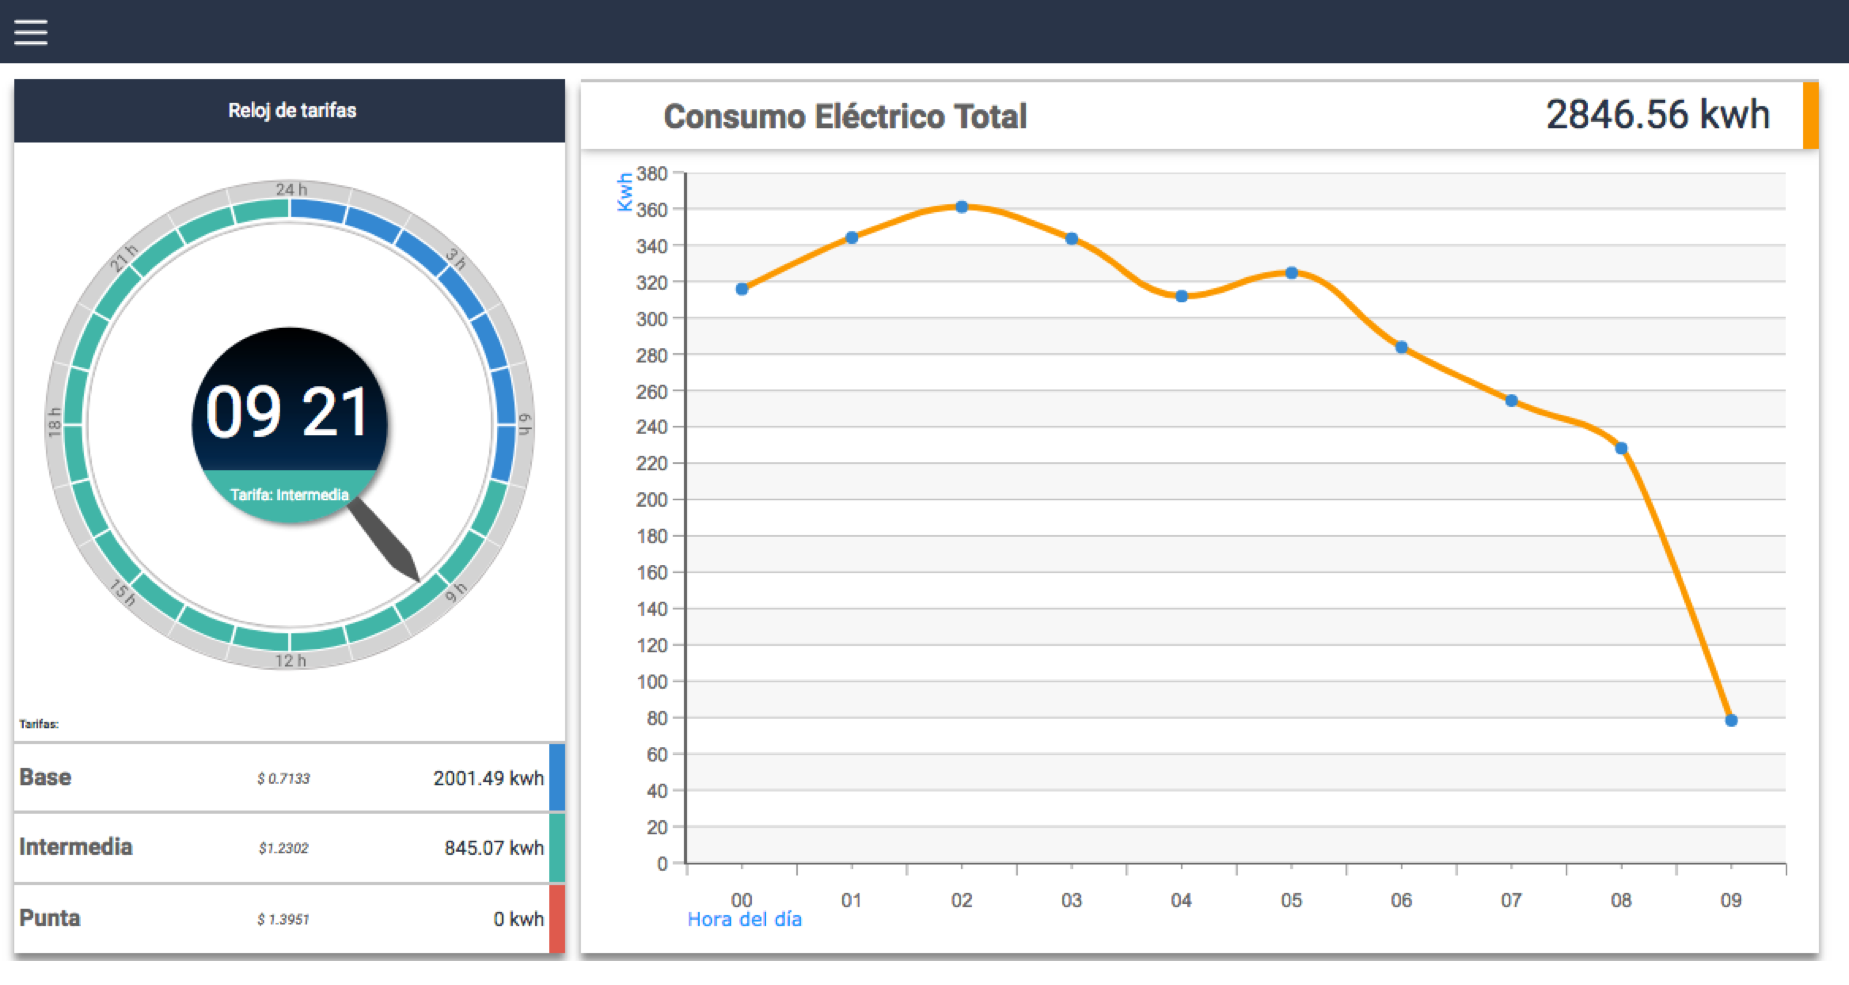 Reloj de tarifas
24 h
3 h
6 h
9 h
12 h
15 h
18 h
21 h
09 21
Tarifa: Intermedia
Tarifas:
Base $ 0.7133 2001.49 kwh
Intermedia $1.2302 845.07 kwh
Punta $ 1.3951 0 kwh
Consumo Eléctrico Total 2846.56 kwh
Kwh
380
360
340
320
300
280
260
240
220
200
180
160
140
120
100
80
60
40
20
0
00 01 02 03 04 05 06 07 08 09
Hora del día